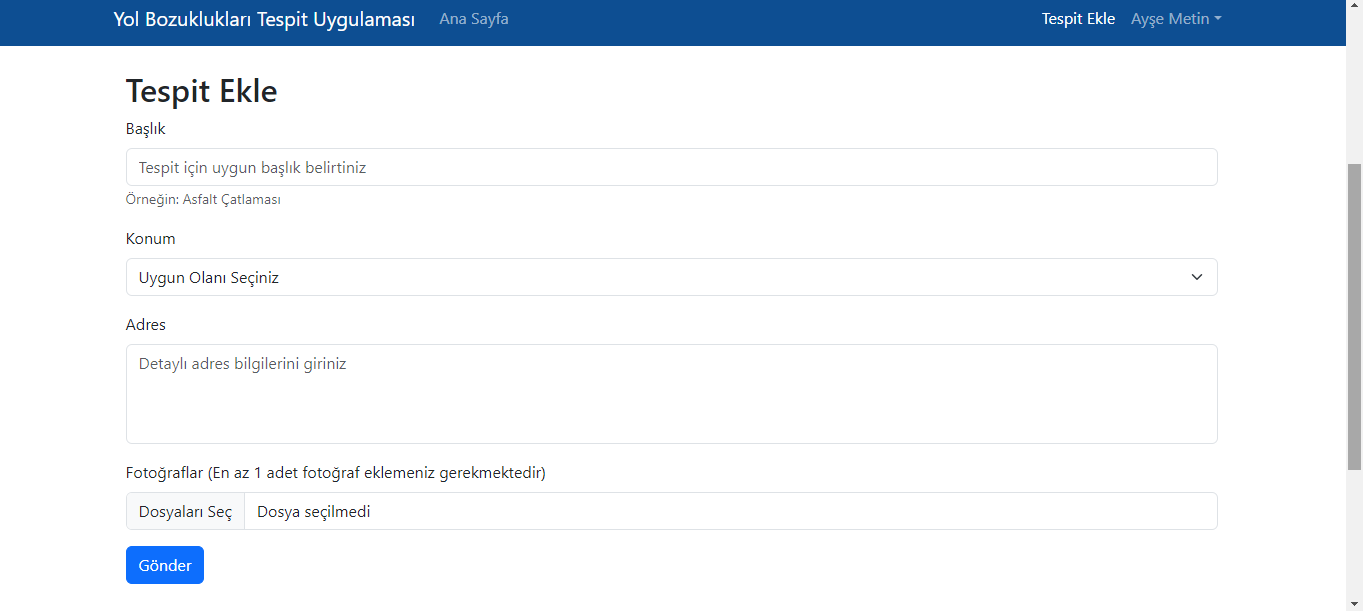 Yol Bozuklukları Tespit Uygulaması Ana Sayfa Tespit Ekle Ayşe Metin
Tespit Ekle
Başlık
Tespit için uygun başlık belirtiniz
Örneğin: Asfalt Çatlaması
Konum
Uygun Olanı Seçiniz
Adres
Detaylı adres bilgilerini giriniz
Fotoğraflar (En az 1 adet fotoğraf eklemeniz gerekmektedir)
Dosyaları Seç Dosya seçilmedi
Gönder